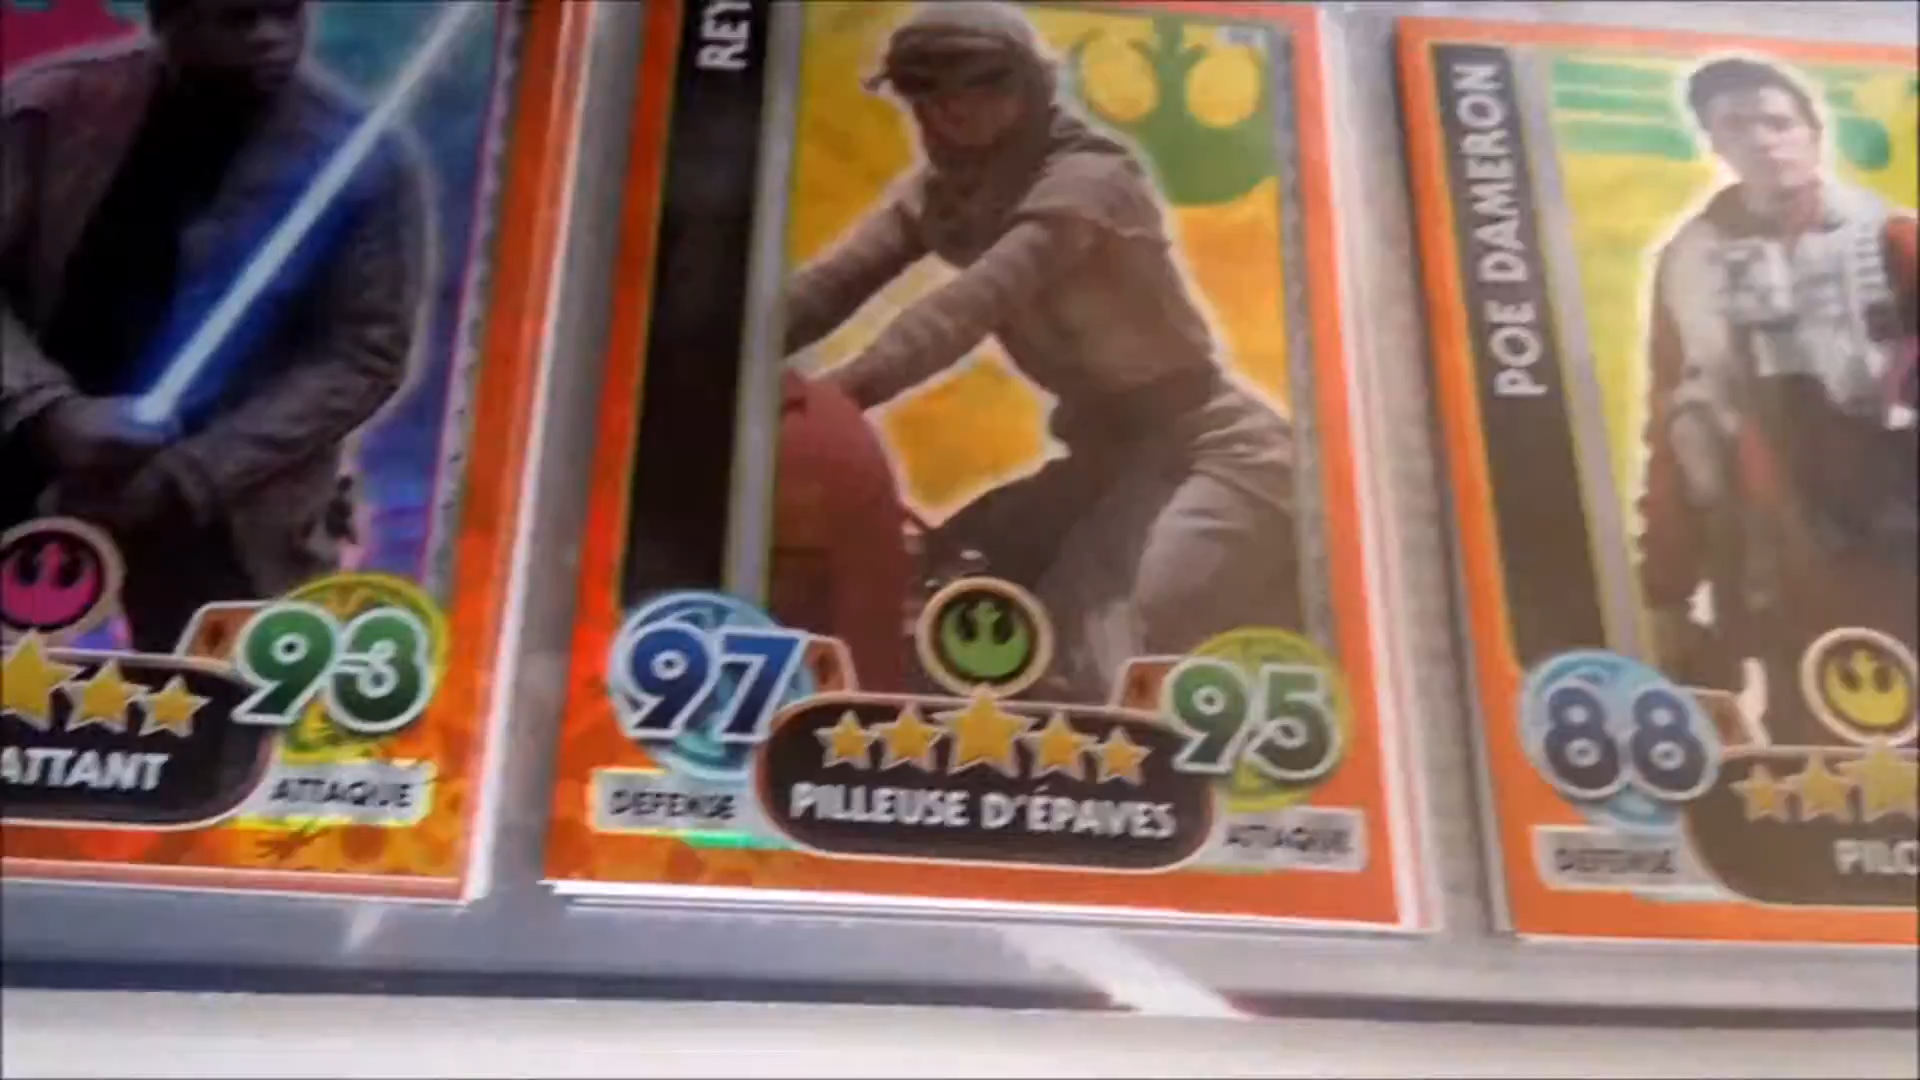 93
ATTANT
ATTAQUE
REY
97
95
DEFENSE
PILLEUSE D'ÉPAVES
ATTAQUE
POE DAMERON
88
DEFENSE
PILO